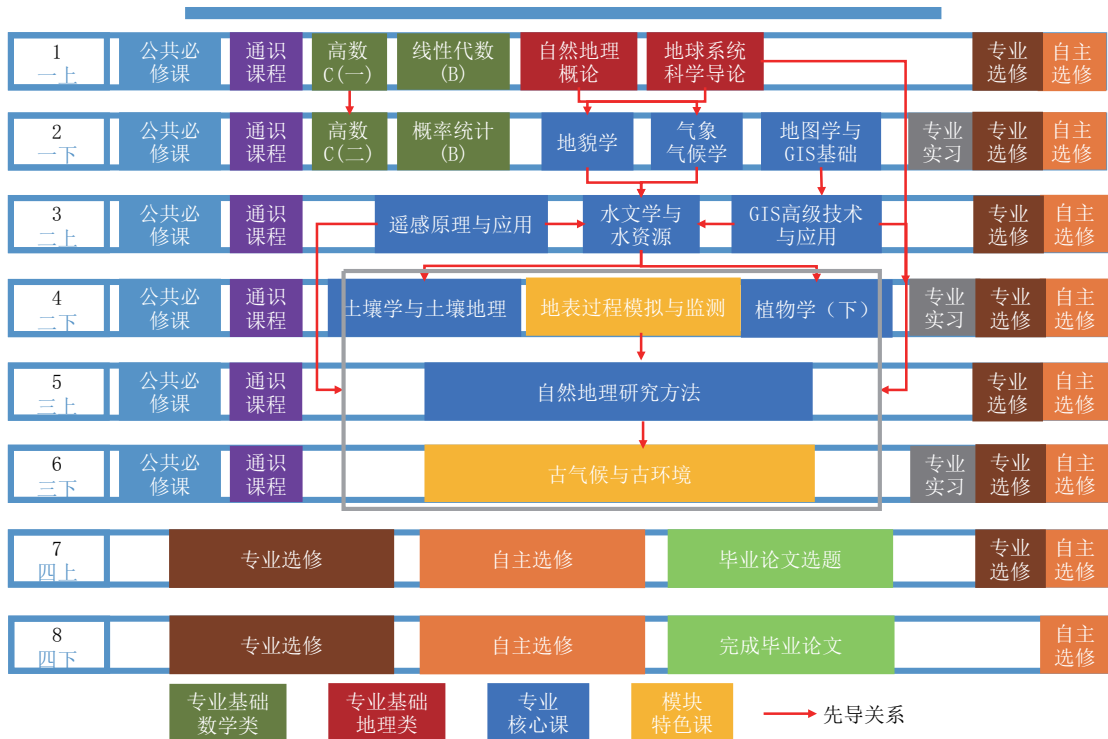 1
一上
公共必
修课
通识
课程
高数
C(一)
线性代数
(B)
自然地理
概论
地球系统
科学导论
专业
选修
自主
选修
2
一下
公共必
修课
通识
课程
高数
C(二)
概率统计
(B)
地貌学
气象
气候学
地图学与
GIS基础
专业
实习
专业
选修
自主
选修
3
二上
通识
课程
遥感原理与应用
水文学与
水资源
GIS高级技术
与应用
专业
选修
自主
选修
4
二下
通识
课程
土壤学与土壤地理
地表过程模拟与监测
植物学（下）
专业
实习
专业
选修
自主
选修
5
三上
公共必
修课
通识
课程
自然地理研究方法
专业
选修
自主
选修
6
三下
公共必
修课
通识
课程
古气候与古环境
专业
实习
专业
选修
自主
选修
7
四上
专业选修
自主选修
毕业论文选题
专业
选修
自主
选修
8
四下
专业选修
自主选修
完成毕业论文
自主
选修
专业基础
数学类
专业基础
地理类
专业
核心课
模块
特色课
先导关系